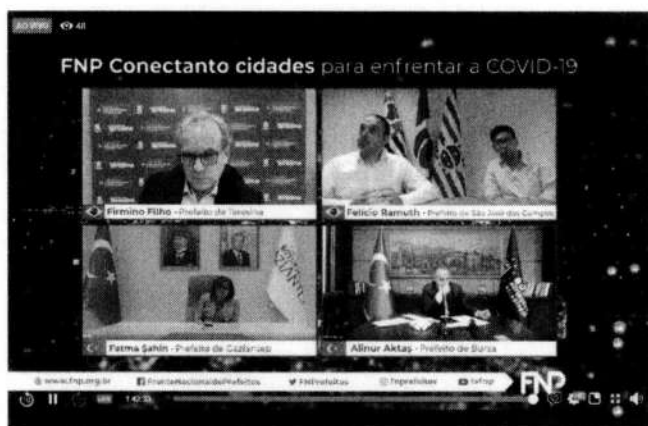 AO VIVO 48
FNP Conectanto cidades para enfrentar a COVID-19
Firmino Filho - Prefeito de Teresina
Felicio Ramuth - Prefeito de São José dos Campos
Fatma Şahin - Prefeita de Gaziantep
Alinur Aktaş - Prefeito de Bursa
www.fnp.org.br FrenteNacionaldePrefeitos FNPrefeitos fnprefeitos FNP
1:42:33